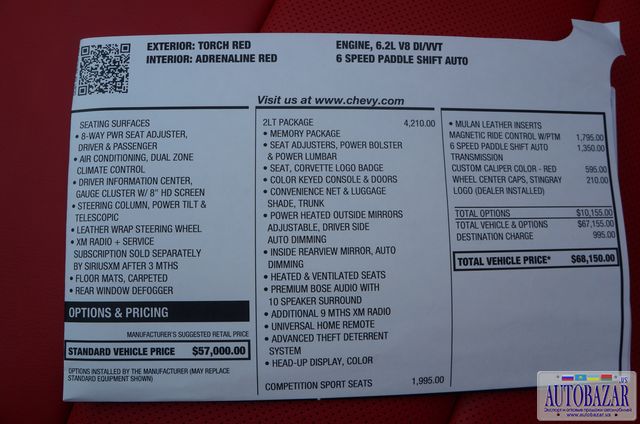 EXTERIOR: TORCH RED
INTERIOR: ADRENALINE RED
ENGINE, 6.2L V8 DI/VVT
6 SPEED PADDLE SHIFT AUTO
Visit us at www.chevy.com
SEATING SURFACES
• 8-WAY PWR SEAT ADJUSTER,
DRIVER & PASSENGER
• AIR CONDITIONING, DUAL ZONE
CLIMATE CONTROL
• DRIVER INFORMATION CENTER,
GAUGE CLUSTER W/ 8" HD SCREEN
• STEERING COLUMN, POWER TILT &
TELESCOPIC
• LEATHER WRAP STEERING WHEEL
• XM RADIO + SERVICE
SUBSCRIPTION SOLD SEPARATELY
BY SIRIUSXM AFTER 3 MTHS
• FLOOR MATS, CARPETED
• REAR WINDOW DEFOGGER
OPTIONS & PRICING
MANUFACTURER'S SUGGESTED RETAIL PRICE
STANDARD VEHICLE PRICE $57,000.00
OPTIONS INSTALLED BY THE MANUFACTURER (MAY REPLACE
STANDARD EQUIPMENT SHOWN)
2LT PACKAGE 4,210.00
• MEMORY PACKAGE
• SEAT ADJUSTERS, POWER BOLSTER
& POWER LUMBAR
• SEAT, CORVETTE LOGO BADGE
• COLOR KEYED CONSOLE & DOORS
• CONVENIENCE NET & LUGGAGE
SHADE, TRUNK
• POWER HEATED OUTSIDE MIRRORS
ADJUSTABLE, DRIVER SIDE
AUTO DIMMING
• INSIDE REARVIEW MIRROR, AUTO
DIMMING
• HEATED & VENTILATED SEATS
• PREMIUM BOSE AUDIO WITH
10 SPEAKER SURROUND
• ADDITIONAL 9 MTHS XM RADIO
• UNIVERSAL HOME REMOTE
• ADVANCED THEFT DETERRENT
SYSTEM
• HEAD-UP DISPLAY, COLOR
COMPETITION SPORT SEATS 1,995.00
• MULAN LEATHER INSERTS
MAGNETIC RIDE CONTROL W/PTM 1,795.00
6 SPEED PADDLE SHIFT AUTO 1,350.00
TRANSMISSION
CUSTOM CALIPER COLOR - RED 595.00
WHEEL CENTER CAPS, STINGRAY 210.00
LOGO (DEALER INSTALLED)
TOTAL OPTIONS $10,155.00
TOTAL VEHICLE & OPTIONS $67,155.00
DESTINATION CHARGE 995.00
TOTAL VEHICLE PRICE* $68,150.00
.US
AUTOBAZAR